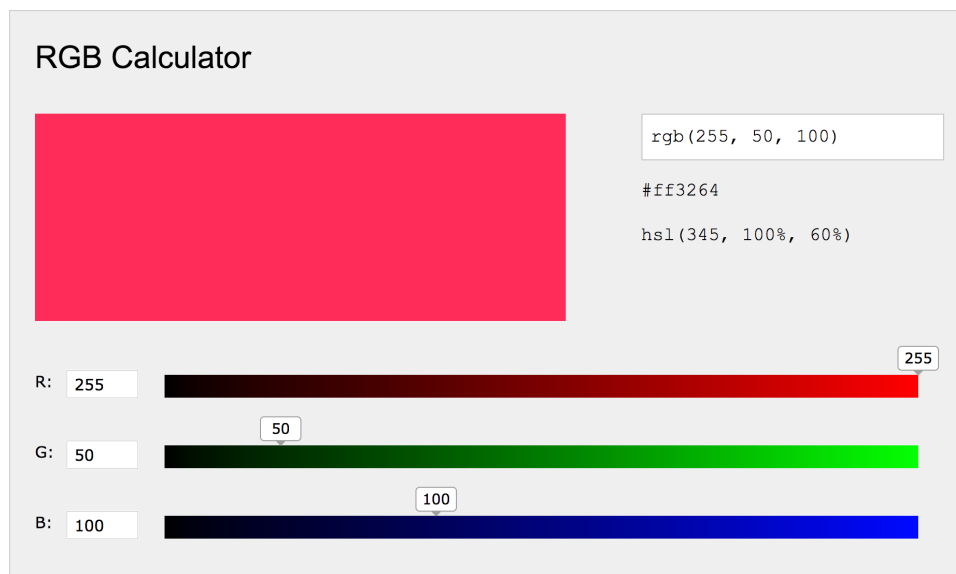 RGB Calculator
rgb(255, 50, 100)
#ff3264
hsl(345, 100%, 60%)
255
R: 255
50
G: 50
100
B: 100